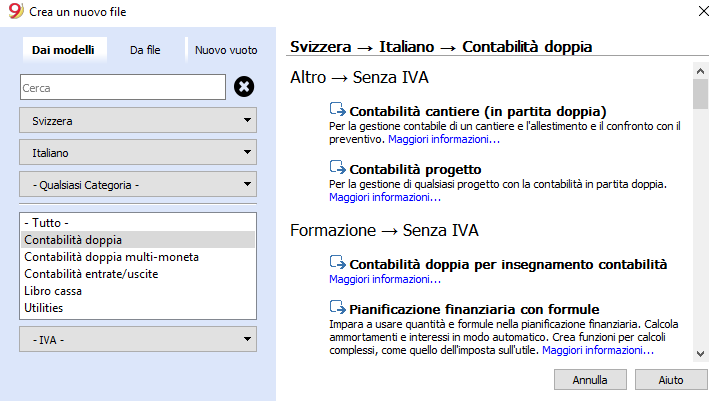 Crea un nuovo file
Dai modelli
Da file
Nuovo vuoto
Cerca
Svizzera
Italiano
- Qualsiasi Categoria -
- Tutto -
Contabilità doppia
Contabilità doppia multi-moneta
Contabilità entrate/uscite
Libro cassa
Utilities
- IVA -
Svizzera → Italiano → Contabilità doppia
Altro → Senza IVA
Contabilità cantiere (in partita doppia)
Per la gestione contabile di un cantiere e l'allestimento e il confronto con il
preventivo. Maggiori informazioni...
Contabilità progetto
Per la gestione di qualsiasi progetto con la contabilità in partita doppia.
Maggiori informazioni...
Formazione → Senza IVA
Contabilità doppia per insegnamento contabilità
Maggiori informazioni...
Pianificazione finanziaria con formule
Impara a usare quantità e formule nella pianificazione finanziaria. Calcola
ammortamenti e interessi in modo automatico. Crea funzioni per calcoli
complessi, come quello dell'imposta sull'utile. Maggiori informazioni...
Annulla
Aiuto